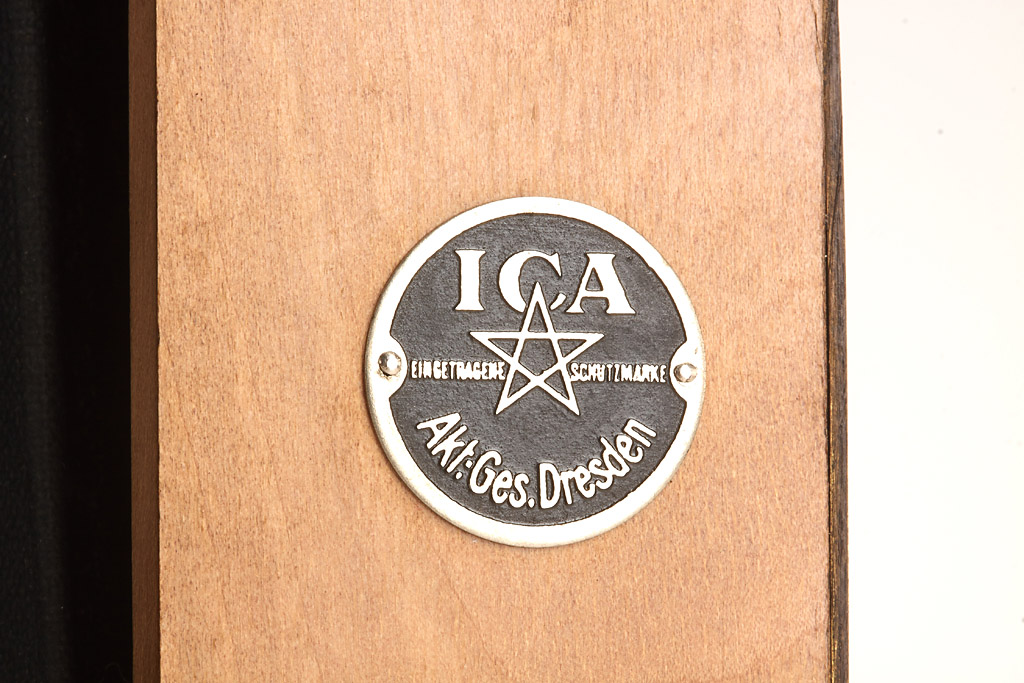 ICA
EINGETRAGENE SCHUTZMARKE
Akt.-Ges. Dresden